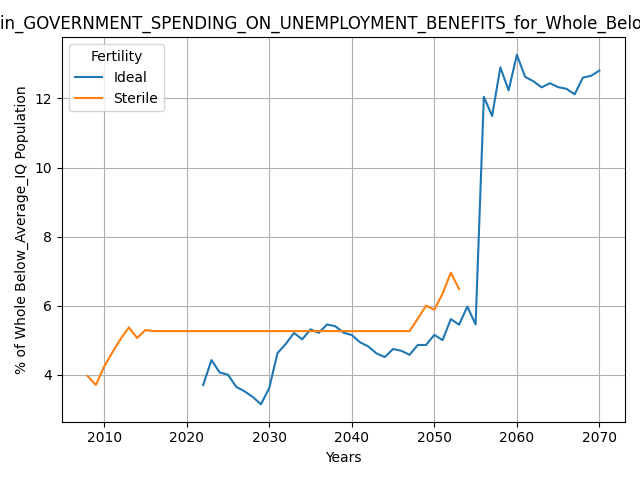 in_GOVERNMENT_SPENDING_ON_UNEMPLOYMENT_BENEFITS_for_Whole_Belo
Fertility
Ideal
Sterile
% of Whole Below_Average_IQ Population
12
10
8
6
4
2010 2020 2030 2040 2050 2060 2070
Years